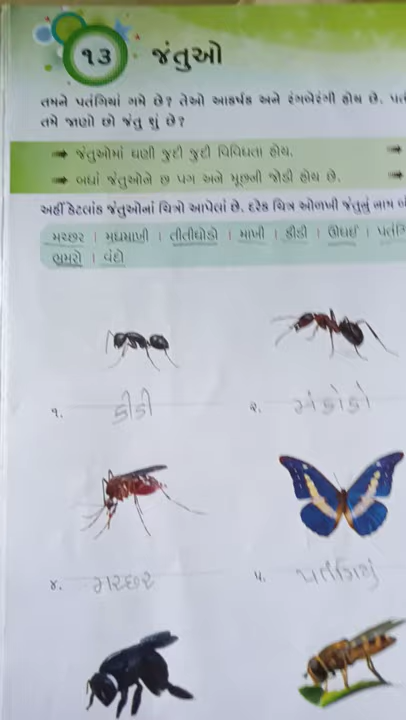 ૧૩ જંતુઓ
તમને પતંગિયાં ગમે છે? તેઓ આકર્ષક અને રંગબેરંગી હોય છે.
તમે જાણો છો જંતુ શું છે?
➡ જંતુઓમાં ઘણી જુદી જુદી વિવિધતા હોય.
➡ બધાં જંતુઓને છ પગ અને મૂછની જોડી હોય છે.
અહીં કેટલાંક જંતુઓનાં ચિત્રો આપેલાં છે. દરેક ચિત્ર ઓળખી જંતુનું નામ
મચ્છર | મધમાખી | તીતીઘોડો | માખી | કીડી | ઊધઈ |
ભમરો | વંદો
૧. કીડી ૨. મંકોડો
૪. મચ્છર ૫. પતંગિયું